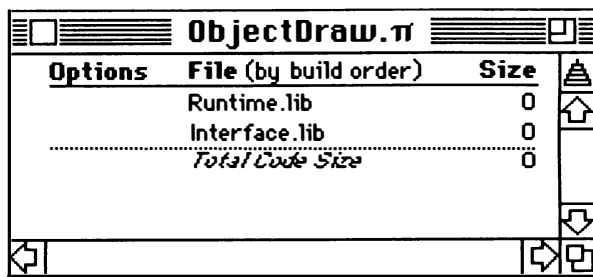 ObjectDraw.π
Options File (by build order) Size
Runtime.lib 0
Interface.lib 0
Total Code Size 0